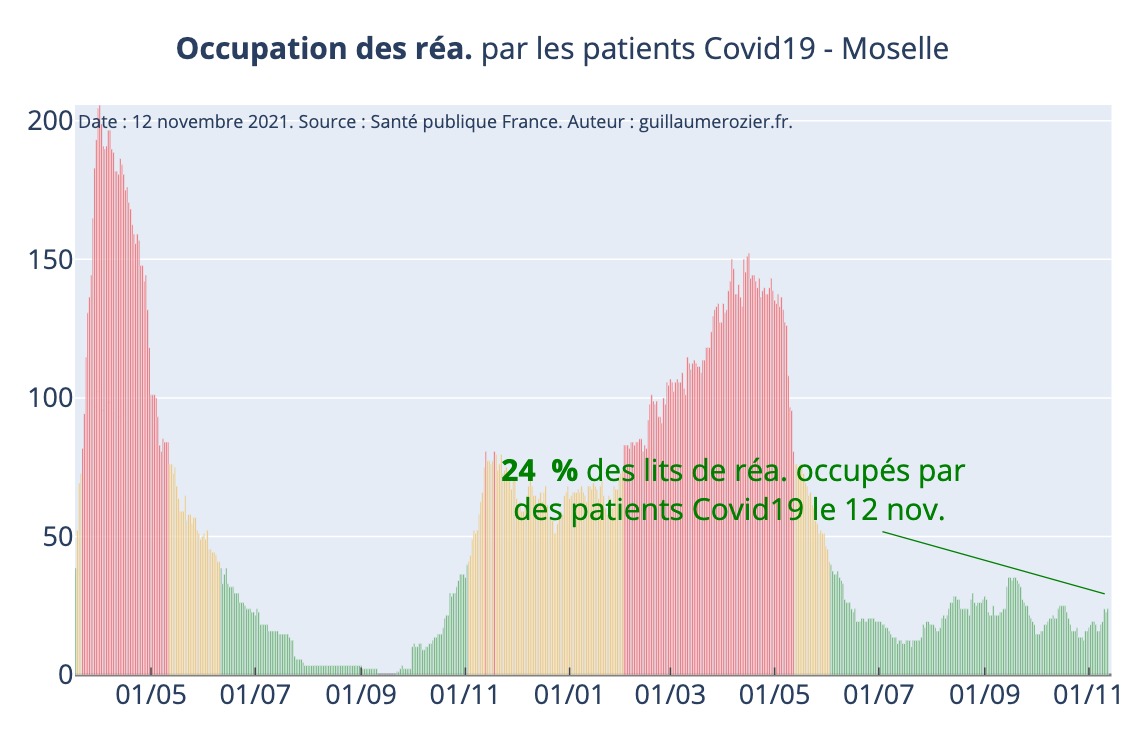 Occupation des réa. par les patients Covid19 - Moselle
200
Date : 12 novembre 2021. Source : Santé publique France. Auteur : guillaumerozier.fr.
150
100
24 % des lits de réa. occupés par
des patients Covid19 le 12 nov.
50
0
01/05 01/07 01/09 01/11 01/01 01/03 01/05 01/07 01/09 01/11